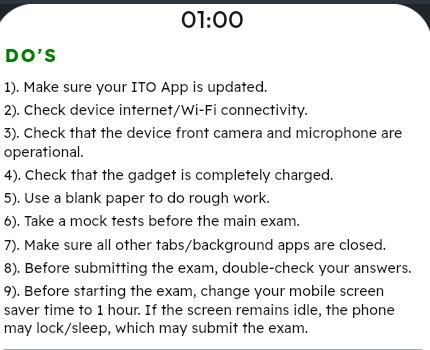 01:00
DO'S
1). Make sure your ITO App is updated.
2). Check device internet/Wi-Fi connectivity.
3). Check that the device front camera and microphone are
operational.
4). Check that the gadget is completely charged.
5). Use a blank paper to do rough work.
6). Take a mock tests before the main exam.
7). Make sure all other tabs/background apps are closed.
8). Before submitting the exam, double-check your answers.
9). Before starting the exam, change your mobile screen
saver time to 1 hour. If the screen remains idle, the phone
may lock/sleep, which may submit the exam.